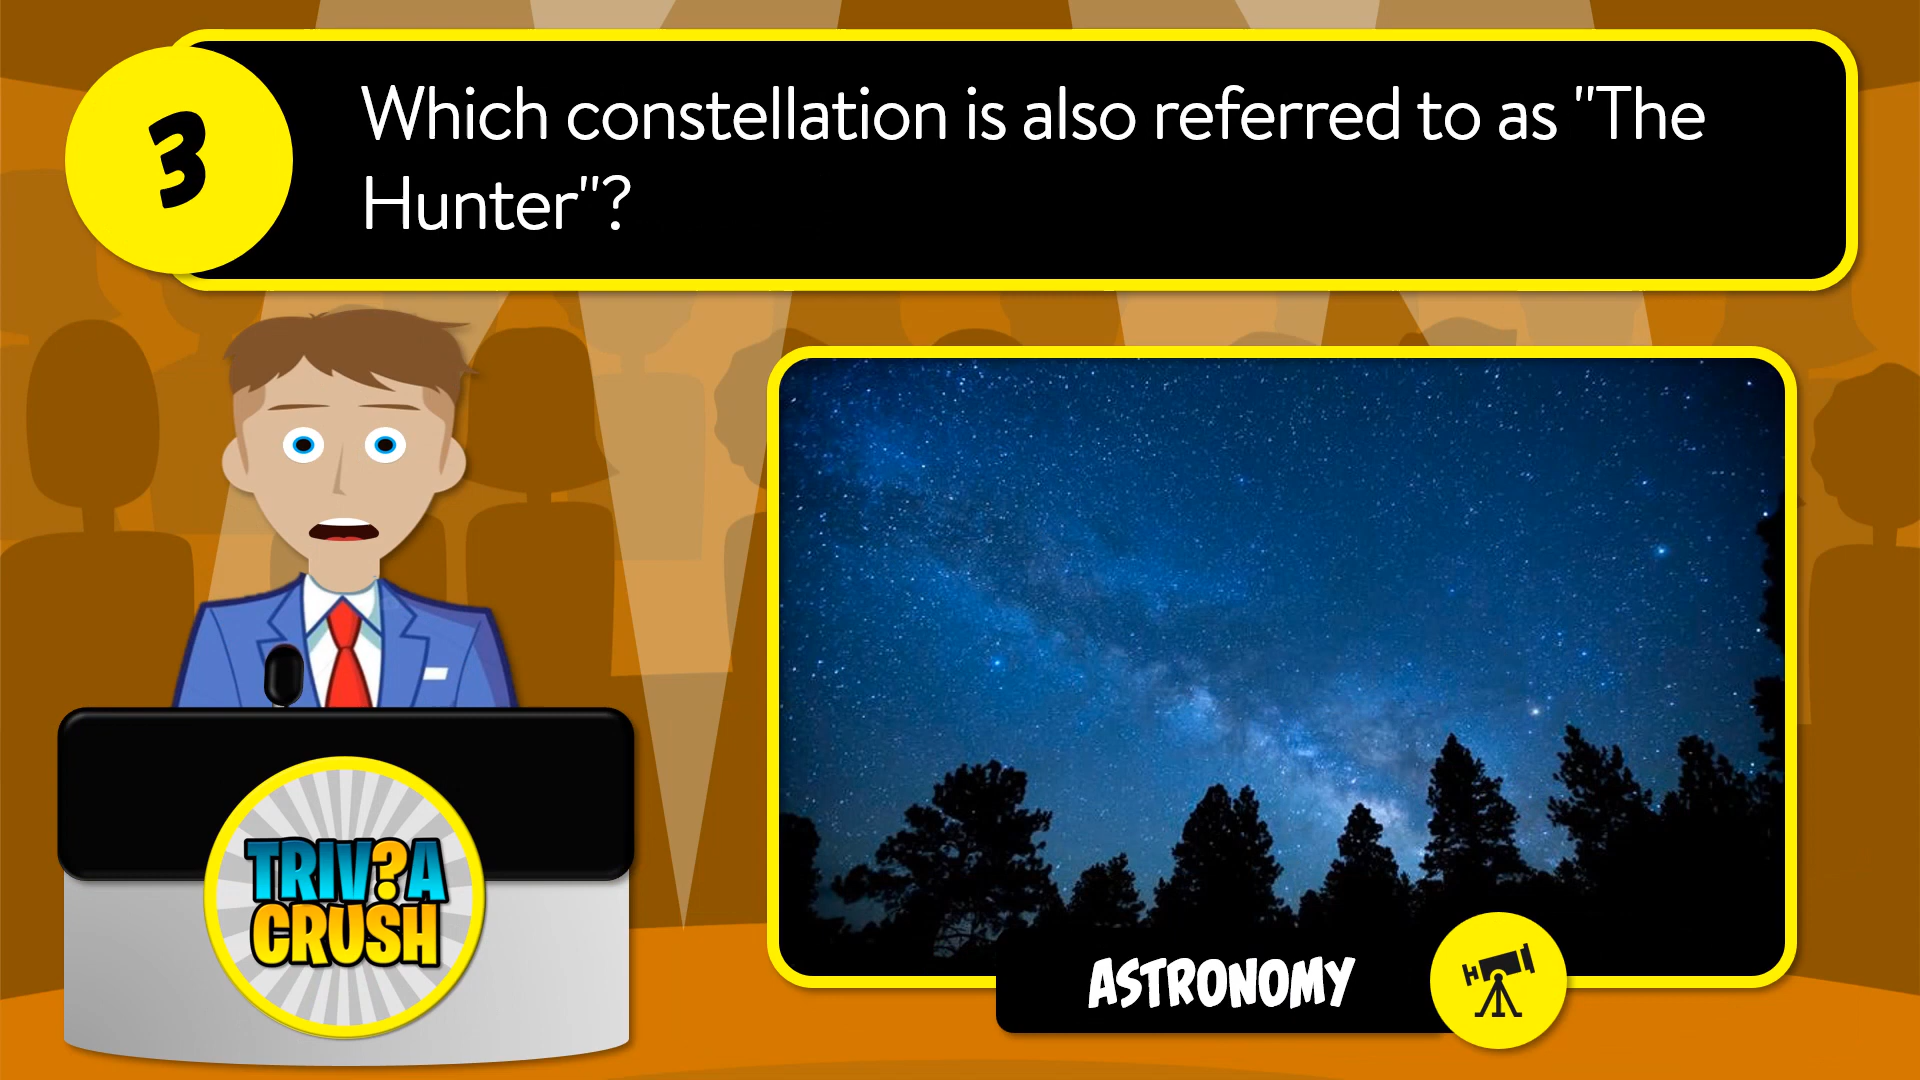 3
Which constellation is also referred to as "The
Hunter"?
TRIV?A
CRUSH
ASTRONOMY